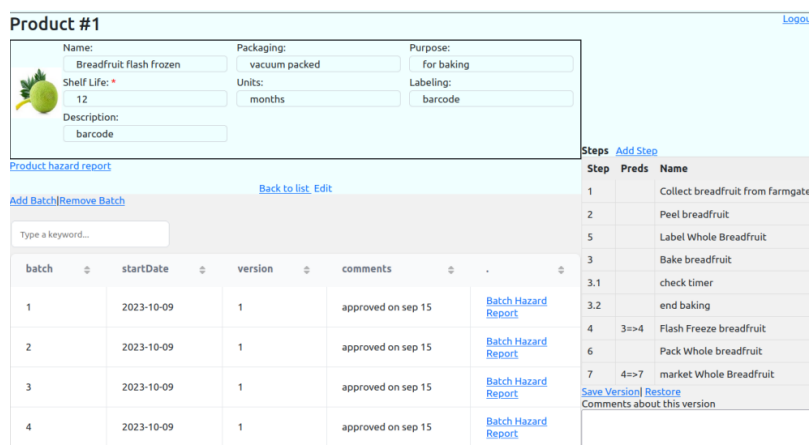 Product #1
Logou
Name: Packaging: Purpose:
Breadfruit flash frozen vacuum packed for baking
Shelf Life: * Units: Labeling:
12 months barcode
Description:
barcode
Product hazard report
Back to list Edit
Add Batch|Remove Batch
Type a keyword...
batch startDate version comments .
1 2023-10-09 1 approved on sep 15 Batch Hazard Report
2 2023-10-09 1 approved on sep 15 Batch Hazard Report
3 2023-10-09 1 approved on sep 15 Batch Hazard Report
4 2023-10-09 1 approved on sep 15 Batch Hazard Report
Steps Add Step
Step Preds Name
1 Collect breadfruit from farmgate
2 Peel breadfruit
5 Label Whole Breadfruit
3 Bake breadfruit
3.1 check timer
3.2 end baking
4 3=>4 Flash Freeze breadfruit
6 Pack Whole breadfruit
7 4=>7 market Whole Breadfruit
Save Version| Restore
Comments about this version